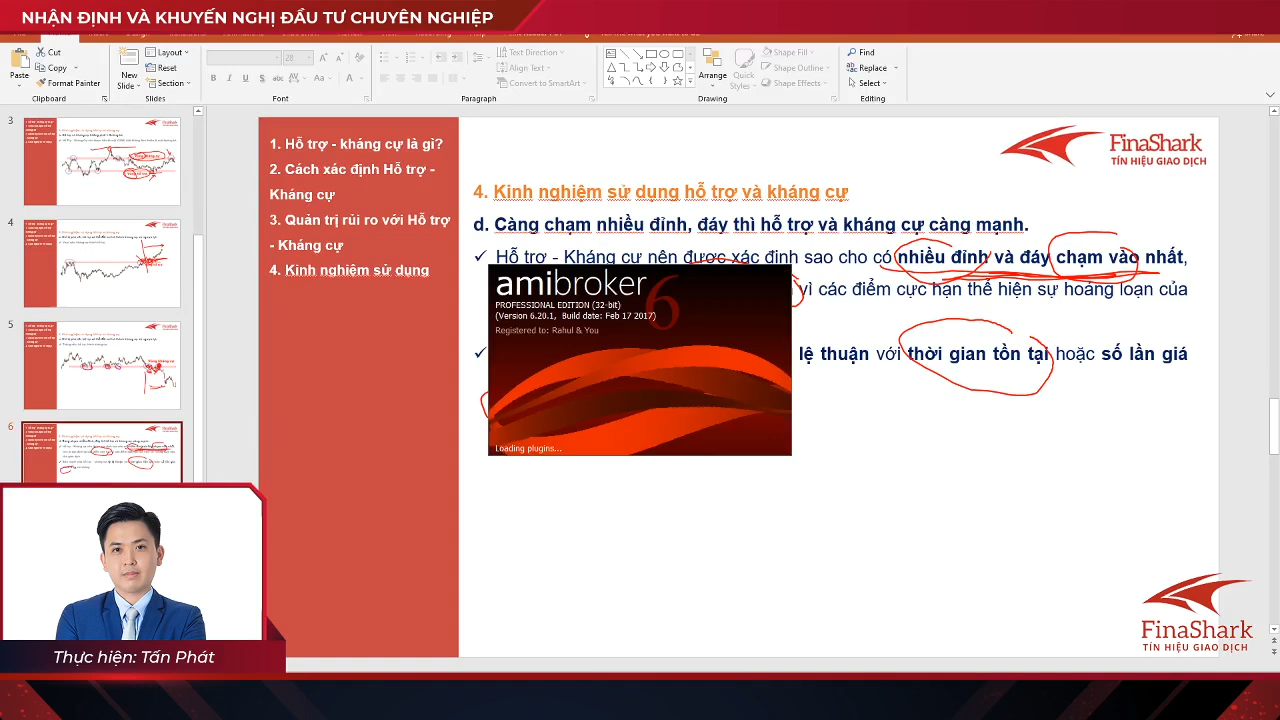 NHẬN ĐỊNH VÀ KHUYẾN NGHỊ ĐẦU TƯ CHUYÊN NGHIỆP
Paste
Cut
Copy
Format Painter
Clipboard
New
Slide
Layout
Reset
Section
Slides
28
B I U S abc AV Aa A
Font
Text Direction
Align Text
Convert to SmartArt
Paragraph
Arrange
Quick
Styles
Shape Fill
Shape Outline
Shape Effects
Drawing
Find
Replace
Select
Editing
3
4
5
6
1. Hỗ trợ - kháng cự là gì?
2. Cách xác định Hỗ trợ -
Kháng cự
3. Quản trị rủi ro với Hỗ trợ
- Kháng cự
4. Kinh nghiệm sử dụng
FinaShark
TÍN HIỆU GIAO DỊCH
4. Kinh nghiệm sử dụng hỗ trợ và kháng cự
d. Càng chạm nhiều đỉnh, đáy thì hỗ trợ và kháng cự càng mạnh.
Hỗ trợ - Kháng cự nên được xác định sao cho có nhiều đỉnh và đáy chạm vào nhất,
vì các điểm cực hạn thể hiện sự hoảng loạn của
lệ thuận với thời gian tồn tại hoặc số lần giá
amibroker 6
PROFESSIONAL EDITION (32-bit)
(Version 6.20.1, Build date: Feb 17 2017)
Registered to: Rahul & You
Loading plugins...
FinaShark
TÍN HIỆU GIAO DỊCH
Thực hiện: Tấn Phát